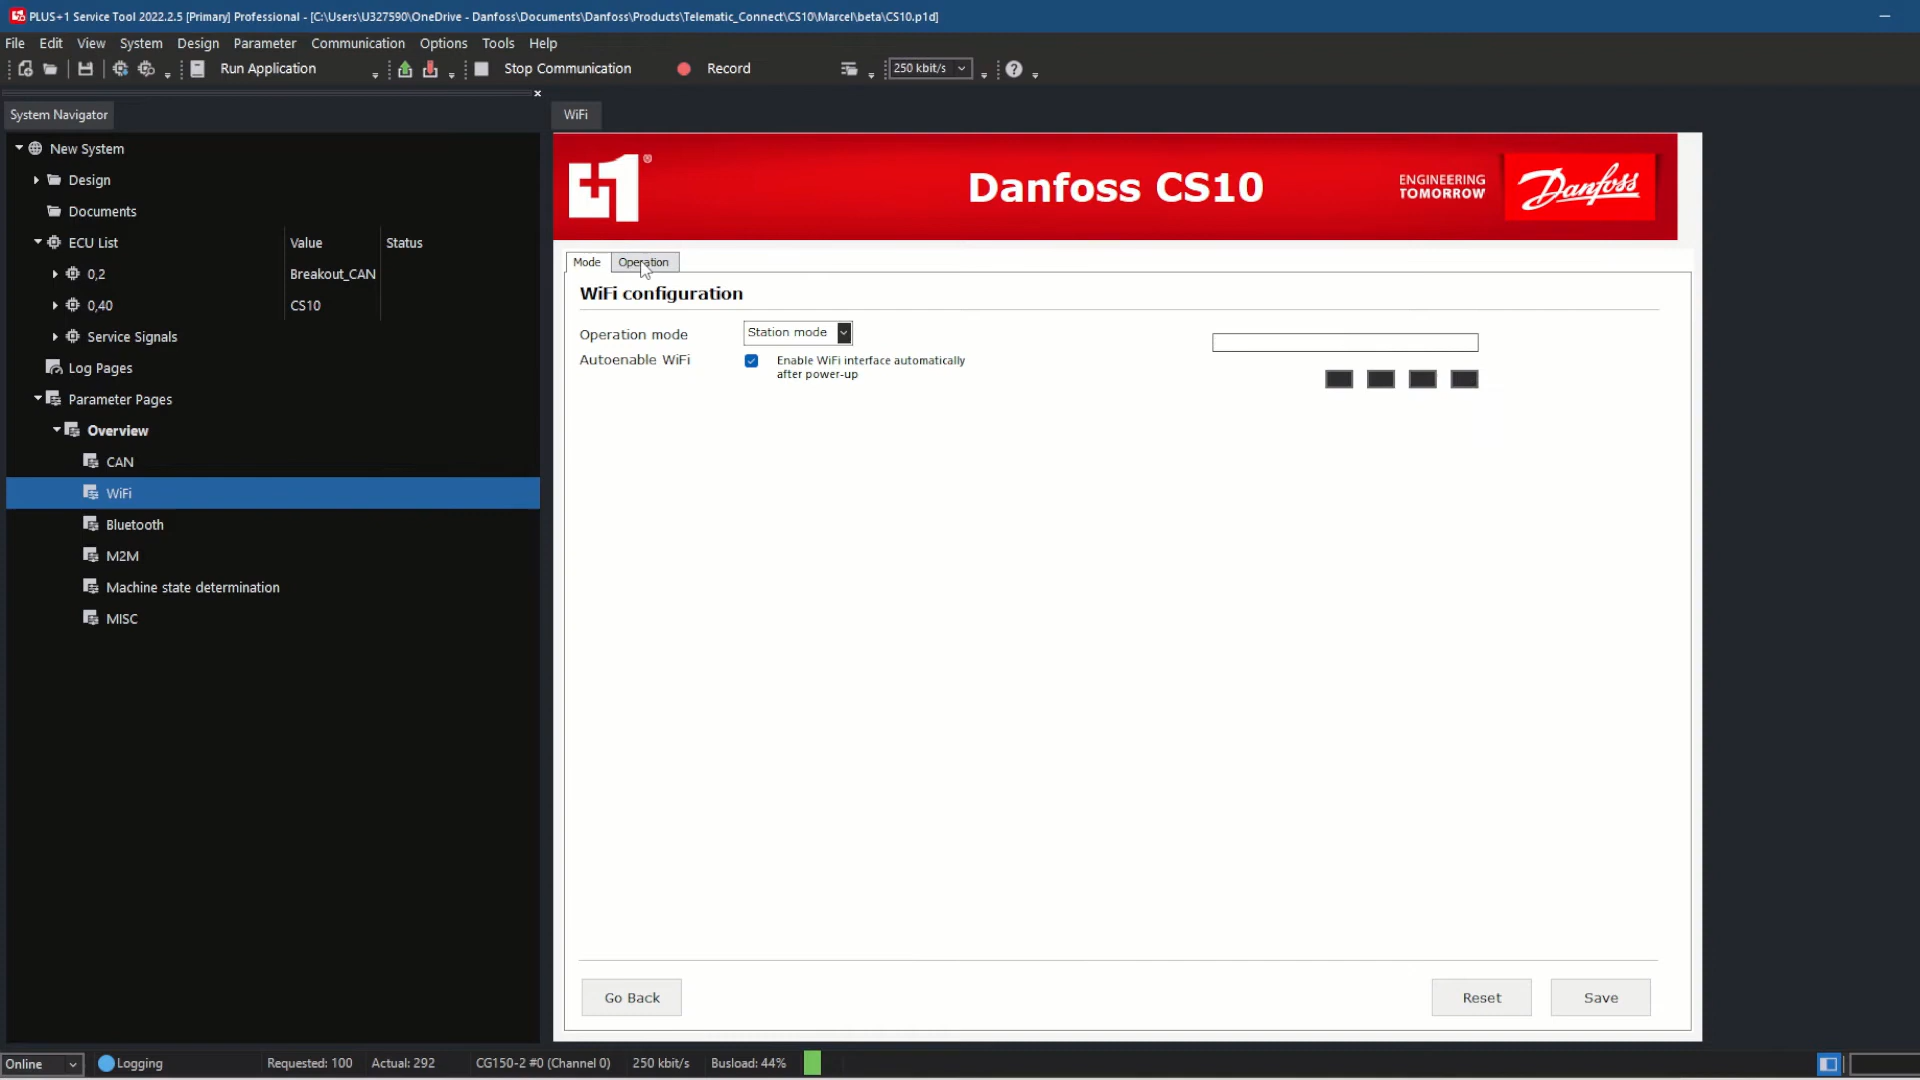 PLUS+1 Service Tool 2022.2.5 [Primary] Professional - [C:\Users\U327590\OneDrive - Danfoss\Documents\Danfoss\Products\Telematic_Connect\CS10\Marcel\beta\CS10.p1d]
File Edit View System Design Parameter Communication Options Tools Help
Run Application Stop Communication Record 250 kbit/s
System Navigator
New System
Design
Documents
ECU List Value Status
0,2 Breakout_CAN
0,40 CS10
Service Signals
Log Pages
Parameter Pages
Overview
CAN
WiFi
Bluetooth
M2M
Machine state determination
MISC
WiFi
+1 ®
Danfoss CS10
ENGINEERING
TOMORROW
Danfoss
Mode Operation
WiFi configuration
Operation mode Station mode
Autoenable WiFi Enable WiFi interface automatically
after power-up
Go Back Reset Save
Online Logging Requested: 100 Actual: 292 CG150-2 #0 (Channel 0) 250 kbit/s Busload: 44%